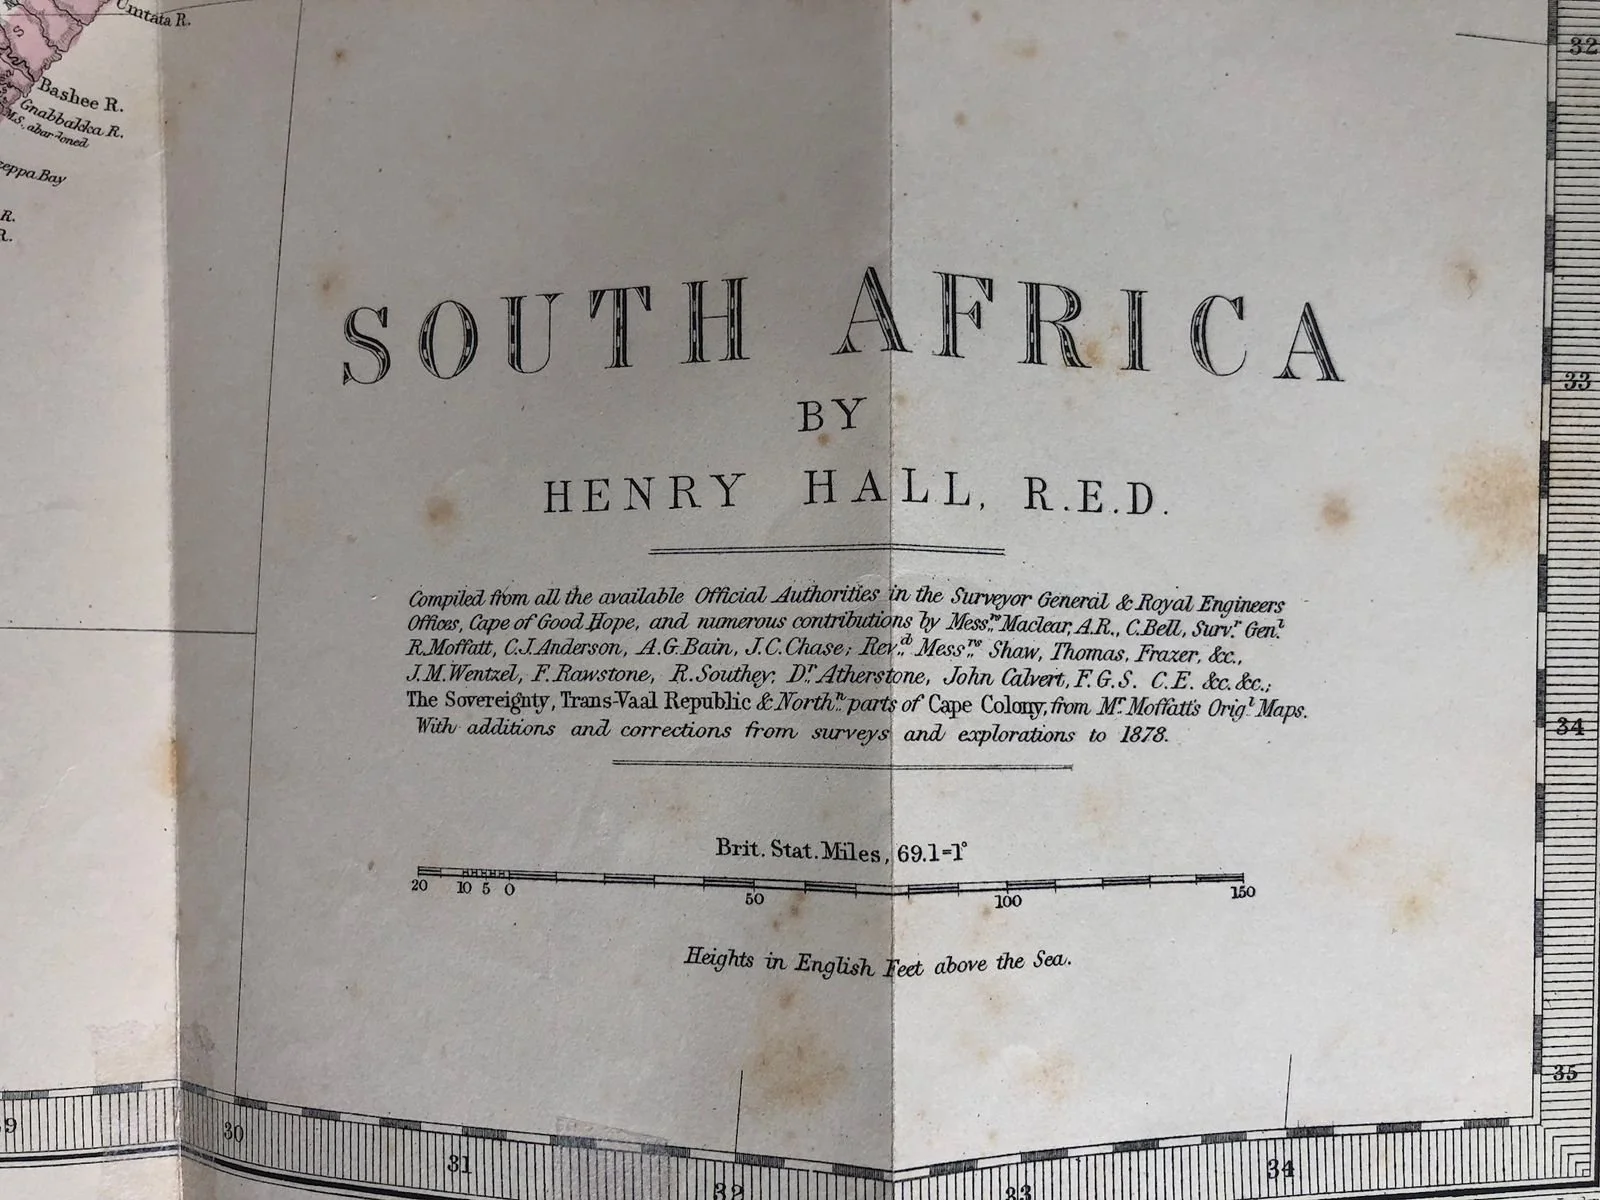 Umtata R.
Bashee R.
Gnabbakka R.
M.S., abandoned
eppa Bay
R.
R.
SOUTH AFRICA
BY
HENRY HALL, R.E.D.
Compiled from all the available Official Authorities in the Surveyor General & Royal Engineers
Offices, Cape of Good Hope, and numerous contributions by Mess.rs Maclear, A.R., C.Bell, Surv.r Gen.l
R.Moffatt, C.J.Anderson, A.G.Bain, J.C.Chase; Rev.d Mess.rs Shaw, Thomas, Frazer, &c.,
J.M.Wentzel, F.Rawstone, R.Southey. D.r Atherstone, John Calvert, F.G.S. C.E. &c. &c.;
The Sovereignty, Trans-Vaal Republic & North.n parts of Cape Colony, from M.r Moffatt's Orig.l Maps.
With additions and corrections from surveys and explorations to 1878.
Brit. Stat. Miles, 69.1=1°
20 10 5 0 50 100 150
Heights in English Feet above the Sea.
32
33
34
35
9 30 31 32 33 34